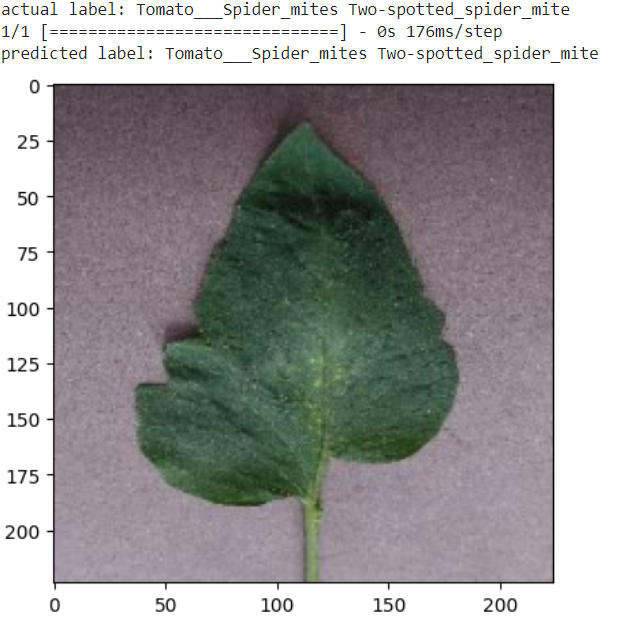 actual label: Tomato___Spider_mites Two-spotted_spider_mite
1/1 [==============================] - 0s 176ms/step
predicted label: Tomato___Spider_mites Two-spotted_spider_mite
0
25
50
75
100
125
150
175
200
0 50 100 150 200